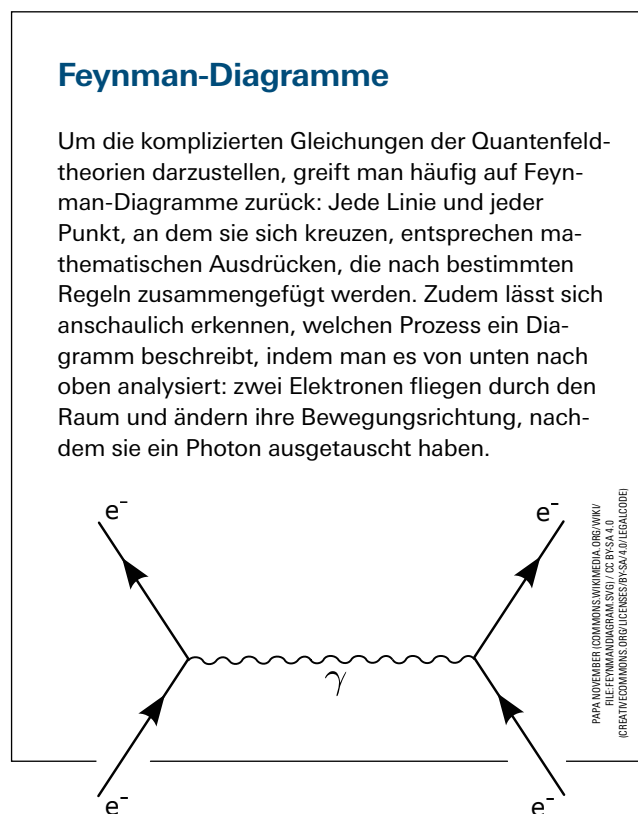 Feynman-Diagramme
Um die komplizierten Gleichungen der Quantenfeld-
theorien darzustellen, greift man häufig auf Feyn-
man-Diagramme zurück: Jede Linie und jeder
Punkt, an dem sie sich kreuzen, entsprechen ma-
thematischen Ausdrücken, die nach bestimmten
Regeln zusammengefügt werden. Zudem lässt sich
anschaulich erkennen, welchen Prozess ein Dia-
gramm beschreibt, indem man es von unten nach
oben analysiert: zwei Elektronen fliegen durch den
Raum und ändern ihre Bewegungsrichtung, nach-
dem sie ein Photon ausgetauscht haben.
e⁻ e⁻
γ
e⁻ e⁻
PAPA NOVEMBER (COMMONS.WIKIMEDIA.ORG/WIKI/
FILE:FEYNMANDIAGRAM.SVG) / CC BY-SA 4.0
(CREATIVECOMMONS.ORG/LICENSES/BY-SA/4.0/LEGALCODE)